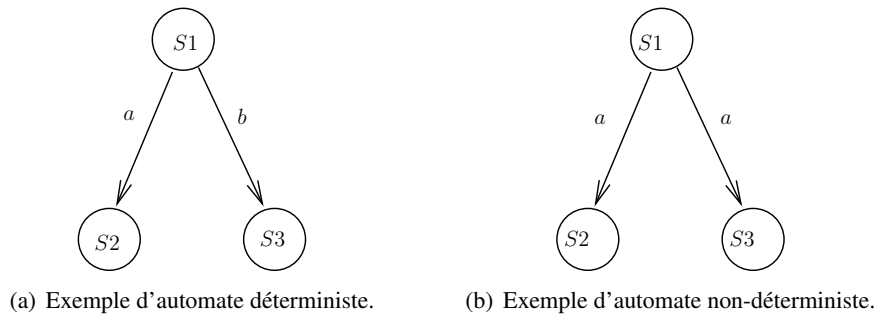 S1
S1
a
b
a
a
S2
S3
S2
S3
(a) Exemple d'automate déterministe.
(b) Exemple d'automate non-déterministe.